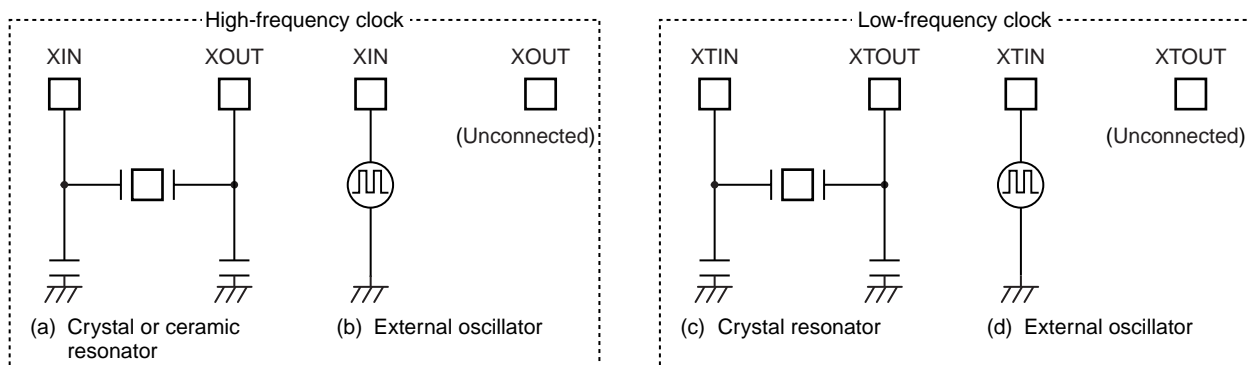 High-frequency clock
XIN XOUT XIN XOUT
(Unconnected)
(a) Crystal or ceramic
resonator
(b) External oscillator
Low-frequency clock
XTIN XTOUT XTIN XTOUT
(Unconnected)
(c) Crystal resonator
(d) External oscillator